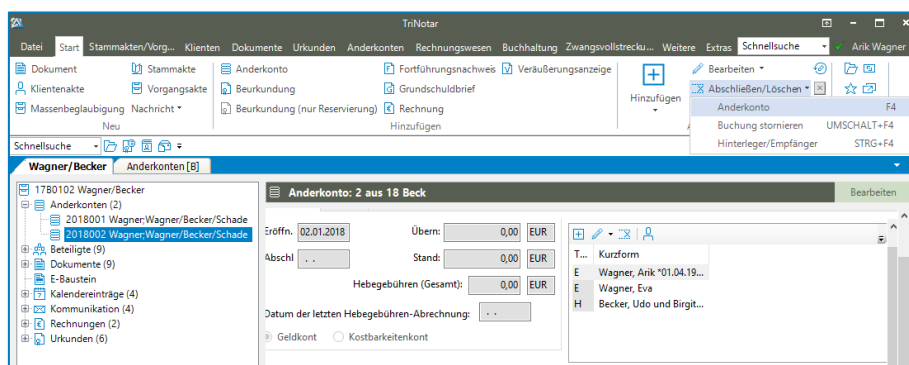 TriNotar
Datei Start Stammakten/Vorg... Klienten Dokumente Urkunden Anderkonten Rechnungswesen Buchhaltung Zwangsvollstrecku... Weitere Extras Schnellsuche Arik Wagner
Dokument Stammakte Anderkonto Fortführungsnachweis Veräußerungsanzeige Bearbeiten
Klientenakte Vorgangsakte Beurkundung Grundschuldbrief Hinzufügen Abschließen/Löschen
Massenbeglaubigung Nachricht Beurkundung (nur Reservierung) Rechnung
Anderkonto F4
Neu Hinzufügen
Buchung stornieren UMSCHALT+F4
Hinterleger/Empfänger STRG+F4
Schnellsuche
Wagner/Becker Anderkonten [B]
17B0102 Wagner/Becker
Anderkonten (2)
2018001 Wagner;Wagner/Becker/Schade
2018002 Wagner;Wagner/Becker/Schade
Beteiligte (9)
Dokumente (9)
E-Baustein
Kalendereinträge (4)
Kommunikation (4)
Rechnungen (2)
Urkunden (6)
Anderkonto: 2 aus 18 Beck Bearbeiten
Eröffn. 02.01.2018 Übern: 0,00 EUR
Abschl . . Stand: 0,00 EUR
Hebegebühren (Gesamt): 0,00 EUR
Datum der letzten Hebegebühren-Abrechnung: . .
Geldkont Kostbarkeitenkont
T... Kurzform
E Wagner, Arik *01.04.19...
E Wagner, Eva
H Becker, Udo und Birgit...